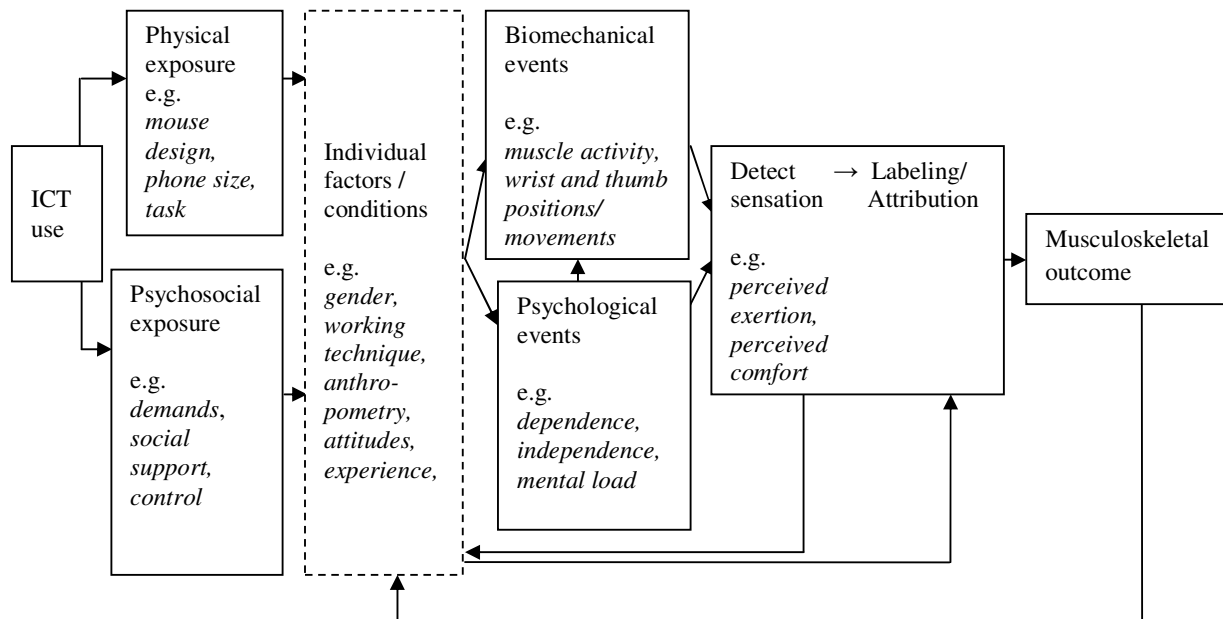 ICT
use
Physical
exposure
e.g.
mouse
design,
phone size,
task
Psychosocial
exposure
e.g.
demands,
social
support,
control
Individual
factors /
conditions
e.g.
gender,
working
technique,
anthro-
pometry,
attitudes,
experience,
Biomechanical
events
e.g.
muscle activity,
wrist and thumb
positions/
movements
Psychological
events
e.g.
dependence,
independence,
mental load
Detect → Labeling/
sensation Attribution
e.g.
perceived
exertion,
perceived
comfort
Musculoskeletal
outcome